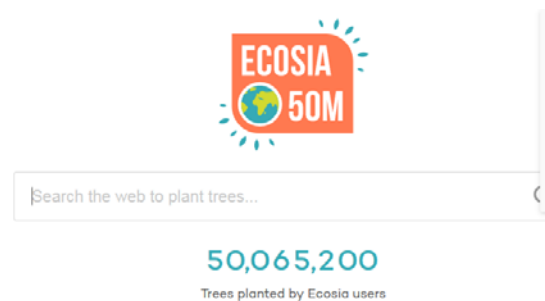 ECOSIA
50M
Search the web to plant trees...
50,065,200
Trees planted by Ecosia users